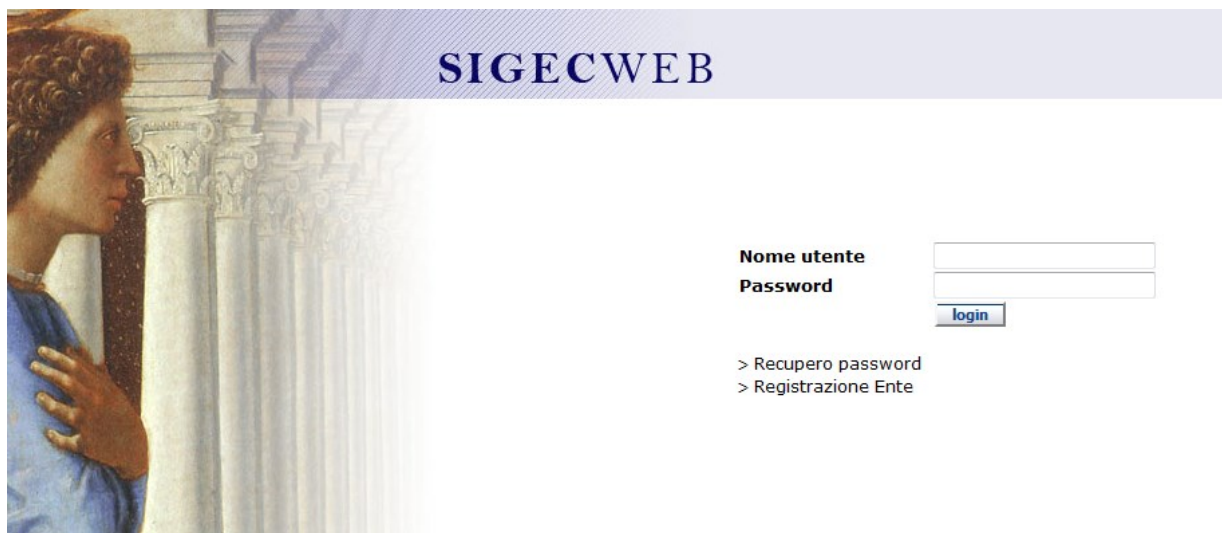 SIGECWEB
Nome utente
Password
login
> Recupero password
> Registrazione Ente